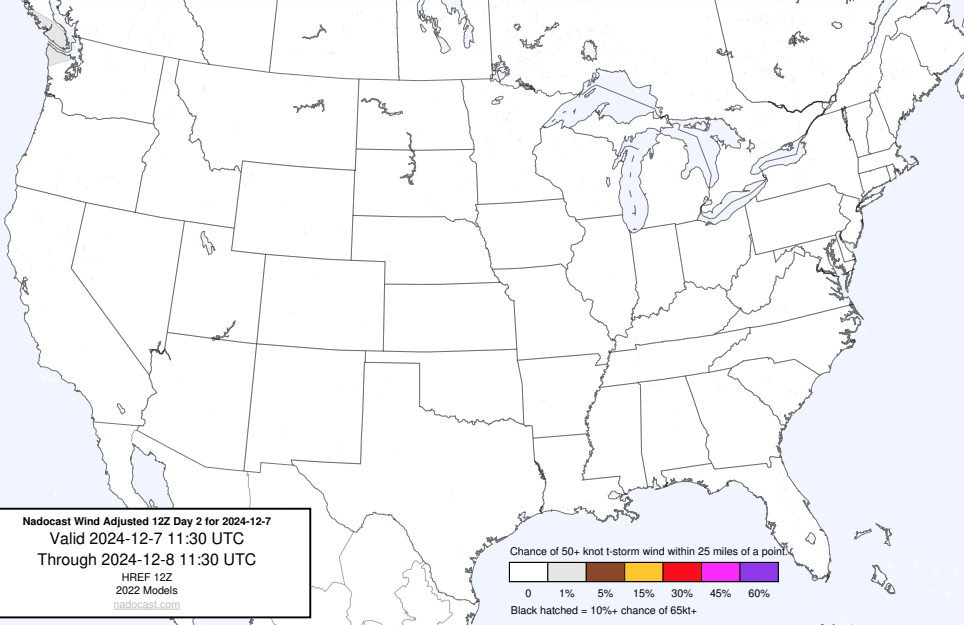 Nadocast Wind Adjusted 12Z Day 2 for 2024-12-7
Valid 2024-12-7 11:30 UTC
Through 2024-12-8 11:30 UTC
HREF 12Z
2022 Models
nadocast.com
Chance of 50+ knot t-storm wind within 25 miles of a point.
0 1% 5% 15% 30% 45% 60%
Black hatched = 10%+ chance of 65kt+